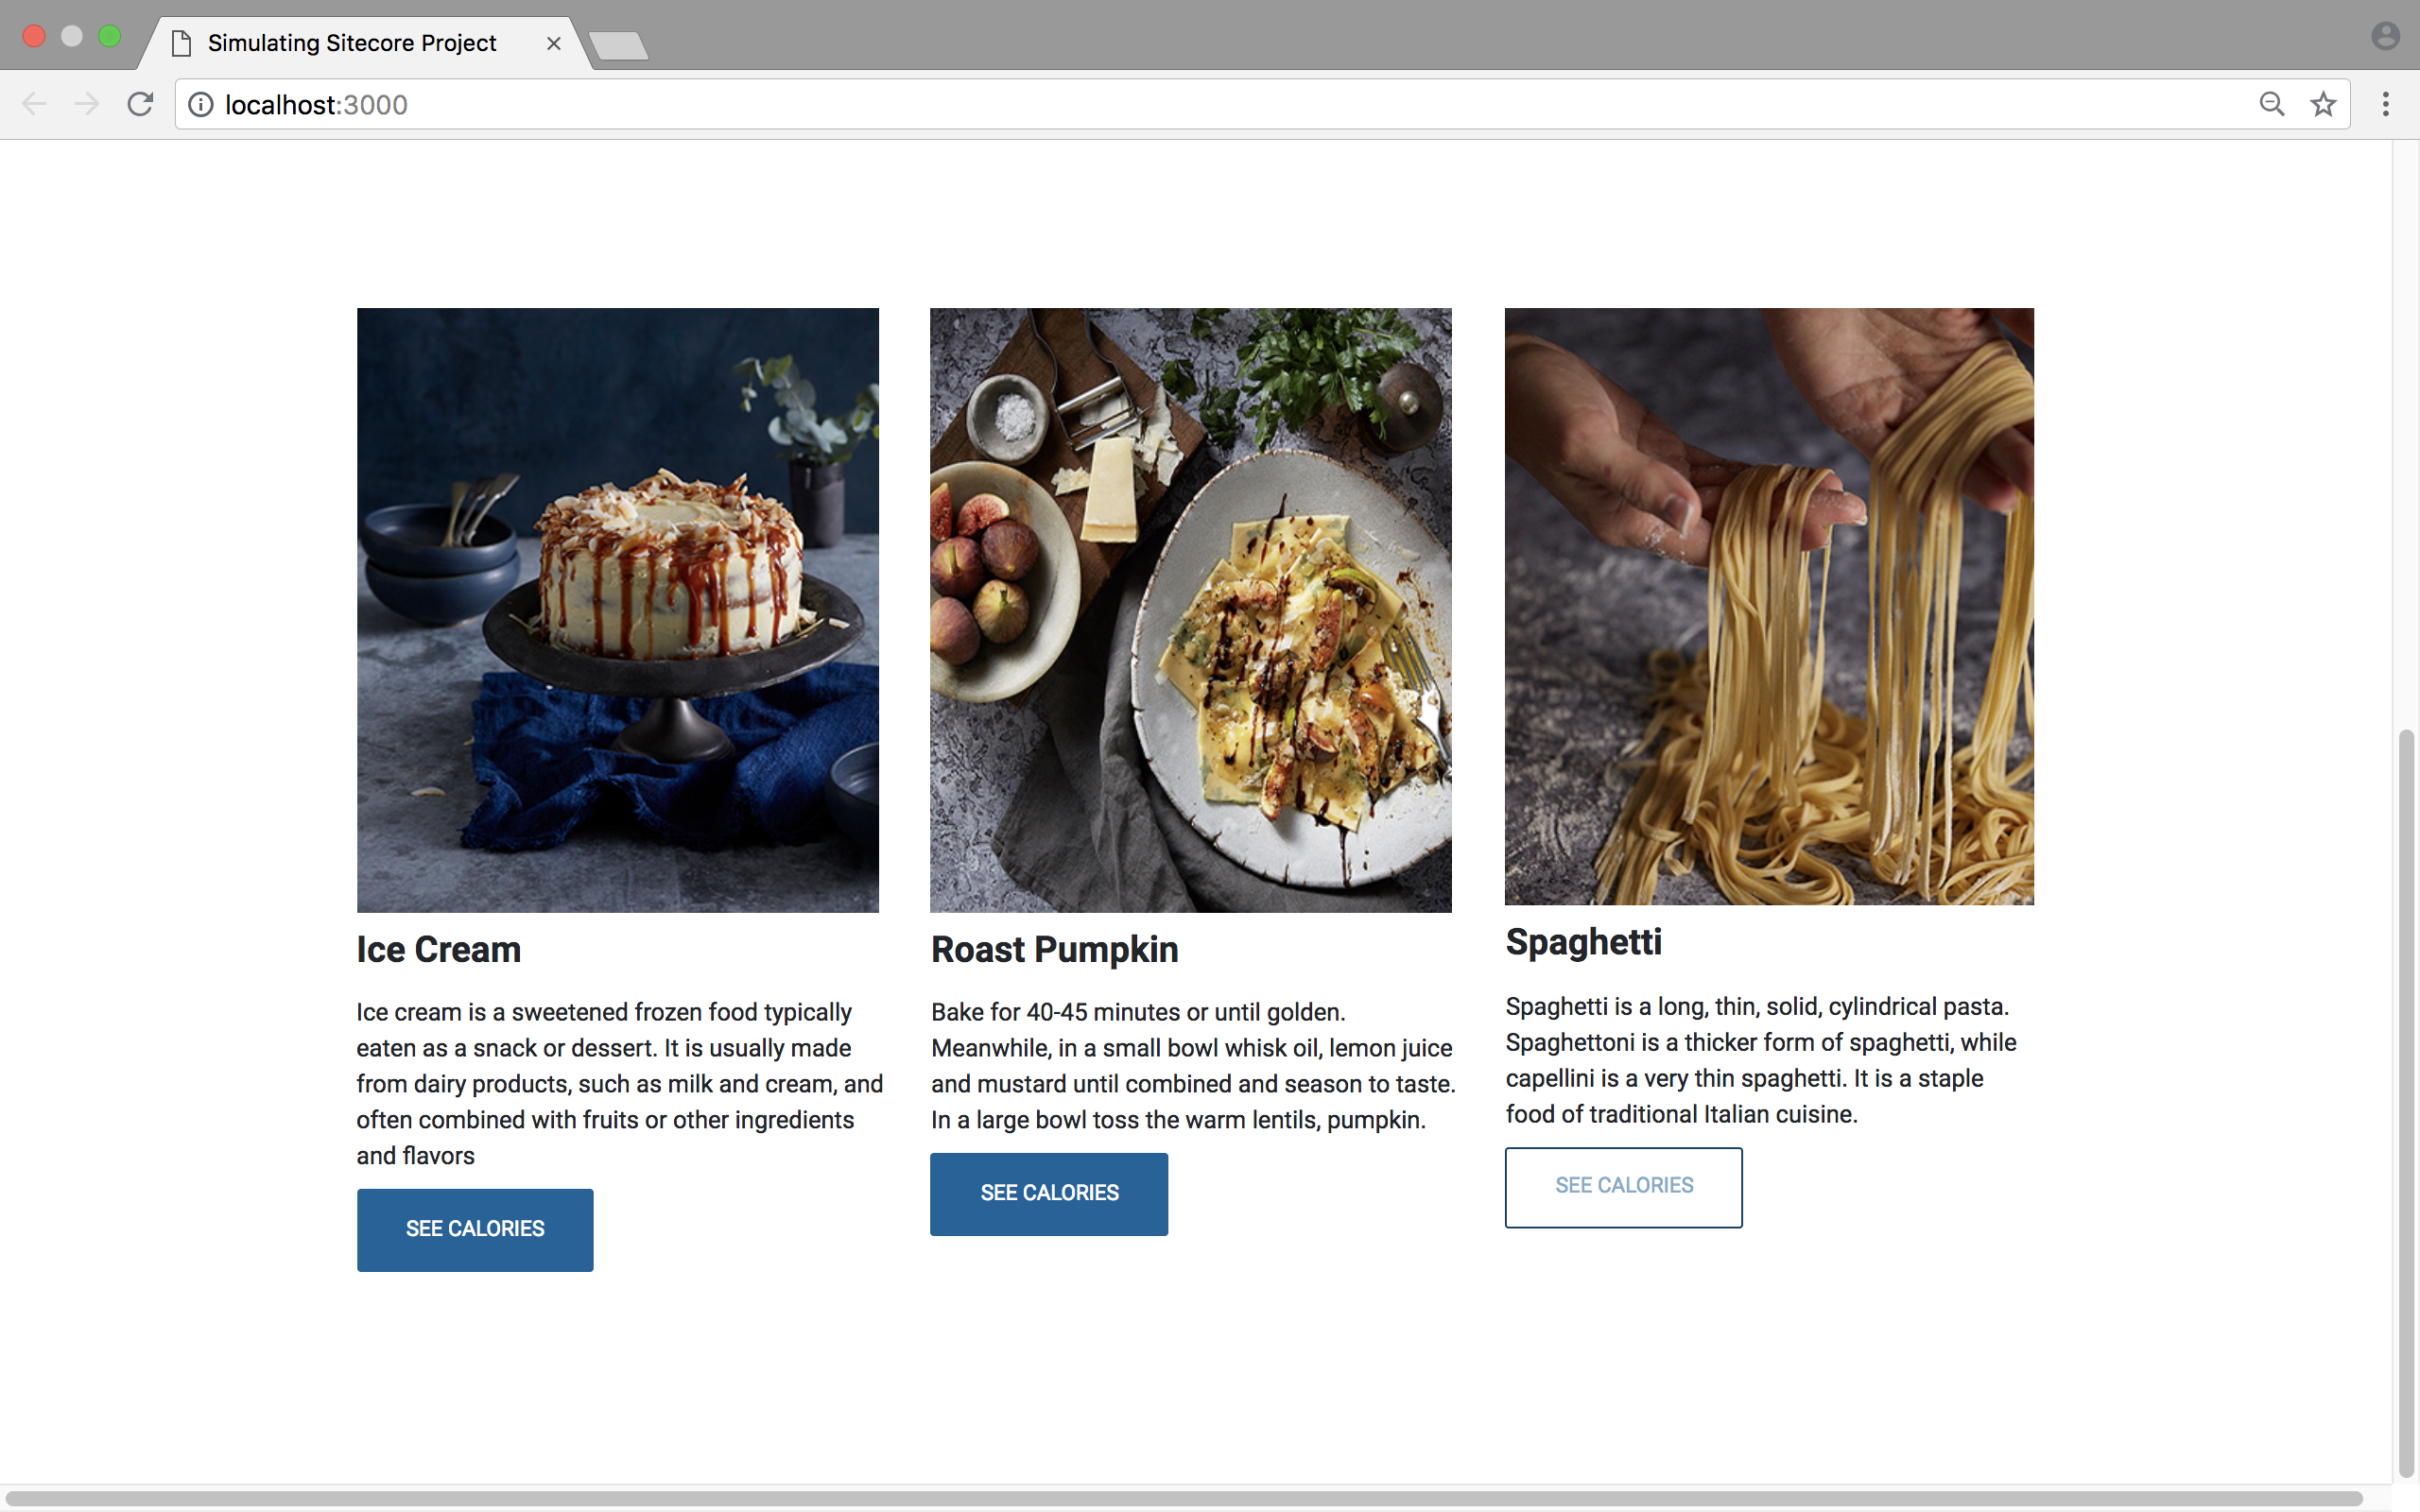 Simulating Sitecore Project
localhost:3000
Ice Cream
Ice cream is a sweetened frozen food typically
eaten as a snack or dessert. It is usually made
from dairy products, such as milk and cream, and
often combined with fruits or other ingredients
and flavors
SEE CALORIES
Roast Pumpkin
Bake for 40-45 minutes or until golden.
Meanwhile, in a small bowl whisk oil, lemon juice
and mustard until combined and season to taste.
In a large bowl toss the warm lentils, pumpkin.
SEE CALORIES
Spaghetti
Spaghetti is a long, thin, solid, cylindrical pasta.
Spaghettoni is a thicker form of spaghetti, while
capellini is a very thin spaghetti. It is a staple
food of traditional Italian cuisine.
SEE CALORIES